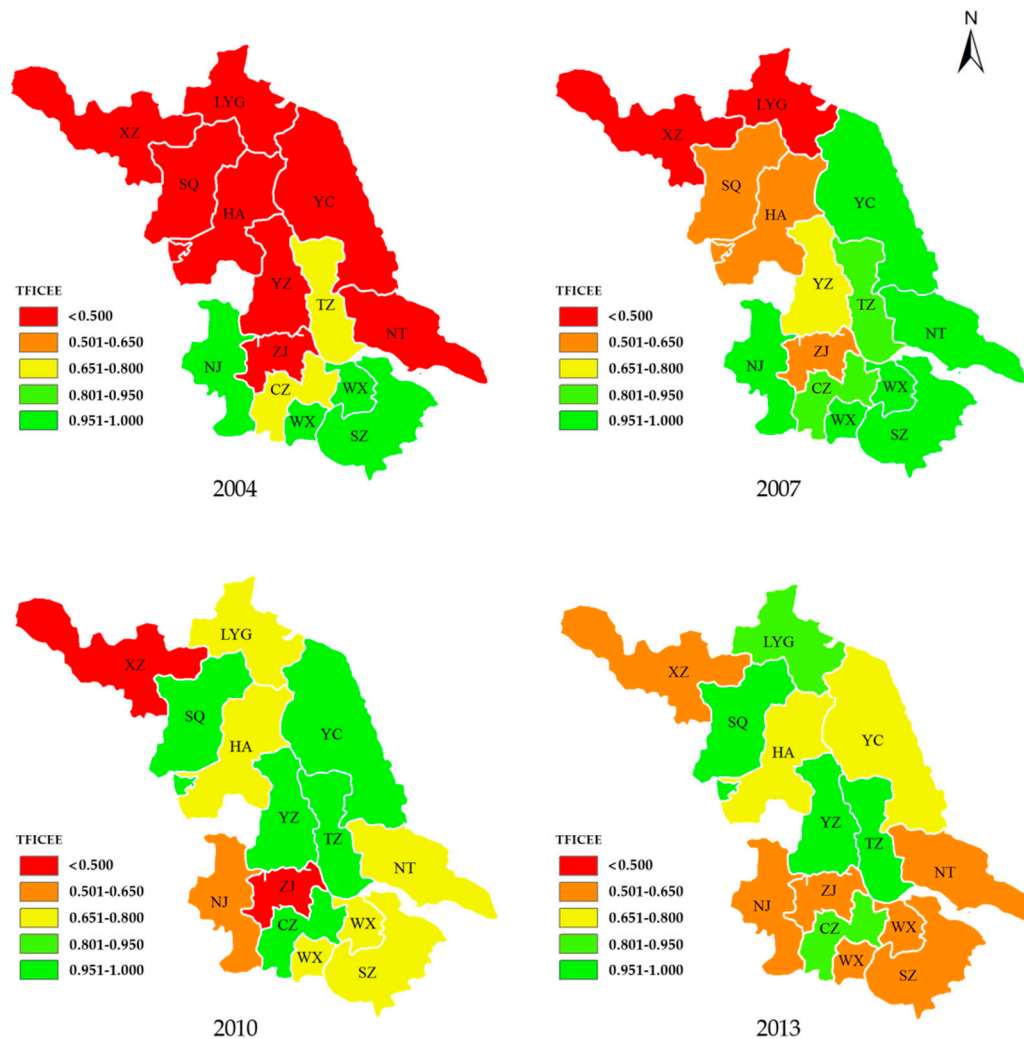 N
LYG
XZ
SQ
HA
YC
YZ
TZ
NT
ZJ
NJ
CZ
WX
WX
SZ
TFICEE
<0.500
0.501-0.650
0.651-0.800
0.801-0.950
0.951-1.000
2004
LYG
XZ
SQ
HA
YC
YZ
TZ
NT
ZJ
NJ
CZ
WX
WX
SZ
TFICEE
<0.500
0.501-0.650
0.651-0.800
0.801-0.950
0.951-1.000
2007
LYG
XZ
SQ
HA
YC
YZ
TZ
NT
ZJ
NJ
CZ
WX
WX
SZ
TFICEE
<0.500
0.501-0.650
0.651-0.800
0.801-0.950
0.951-1.000
2010
LYG
XZ
SQ
HA
YC
YZ
TZ
NT
ZJ
NJ
CZ
WX
WX
SZ
TFICEE
<0.500
0.501-0.650
0.651-0.800
0.801-0.950
0.951-1.000
2013